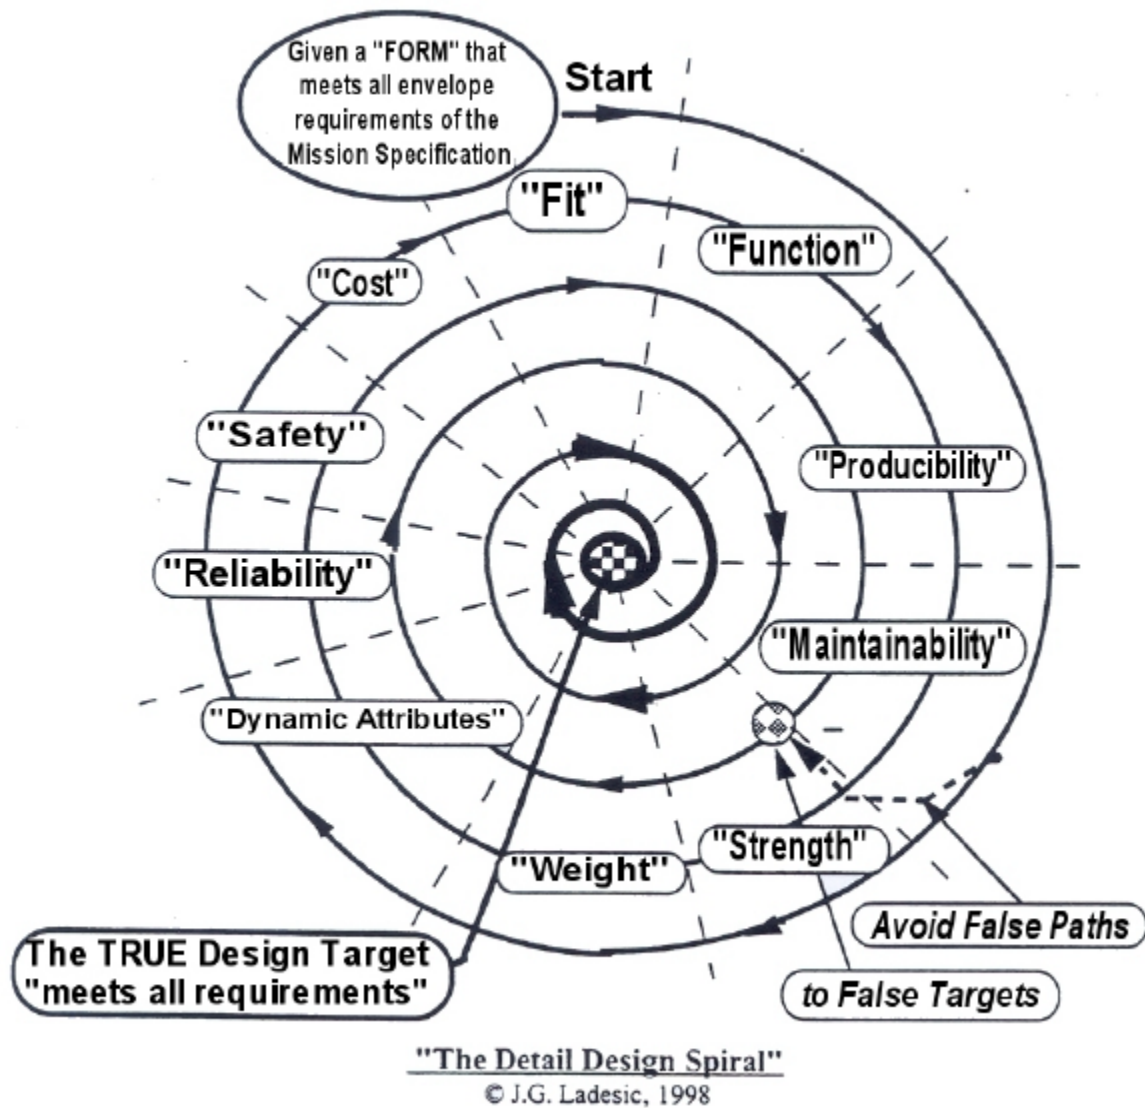 Given a "FORM" that
meets all envelope
requirements of the
Mission Specification
Start
"Fit"
"Function"
"Cost"
"Safety"
"Producibility"
"Reliability"
"Maintainability"
"Dynamic Attributes"
"Strength"
"Weight"
Avoid False Paths
The TRUE Design Target
"meets all requirements"
to False Targets
"The Detail Design Spiral"
© J.G. Ladesic, 1998